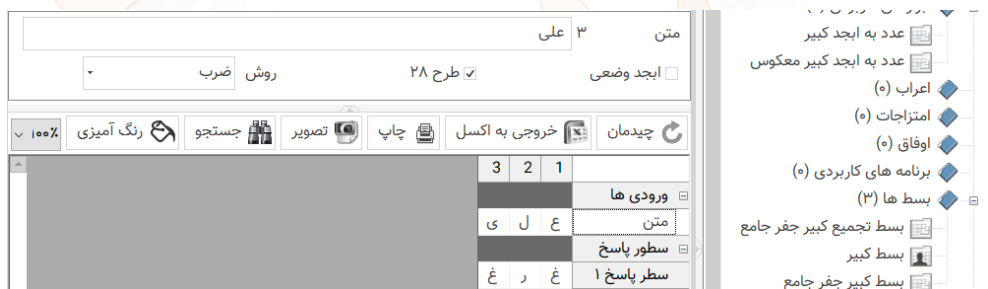 متن ۳ علی
ابجد وضعی طرح ۲۸ روش ضرب
چیدمان خروجی به اکسل چاپ تصویر جستجو رنگ آمیزی ۱۰۰٪
1 2 3
ورودی ها
متن ع ل ی
سطور پاسخ
سطر پاسخ ۱ غ ر غ
عدد به ابجد کبیر
عدد به ابجد کبیر معکوس
اعراب (۰)
امتزاجات (۰)
اوفاق (۰)
برنامه های کاربردی (۰)
بسط ها (۳)
بسط تجمیع کبیر جفر جامع
بسط کبیر
بسط کبیر جفر جامع